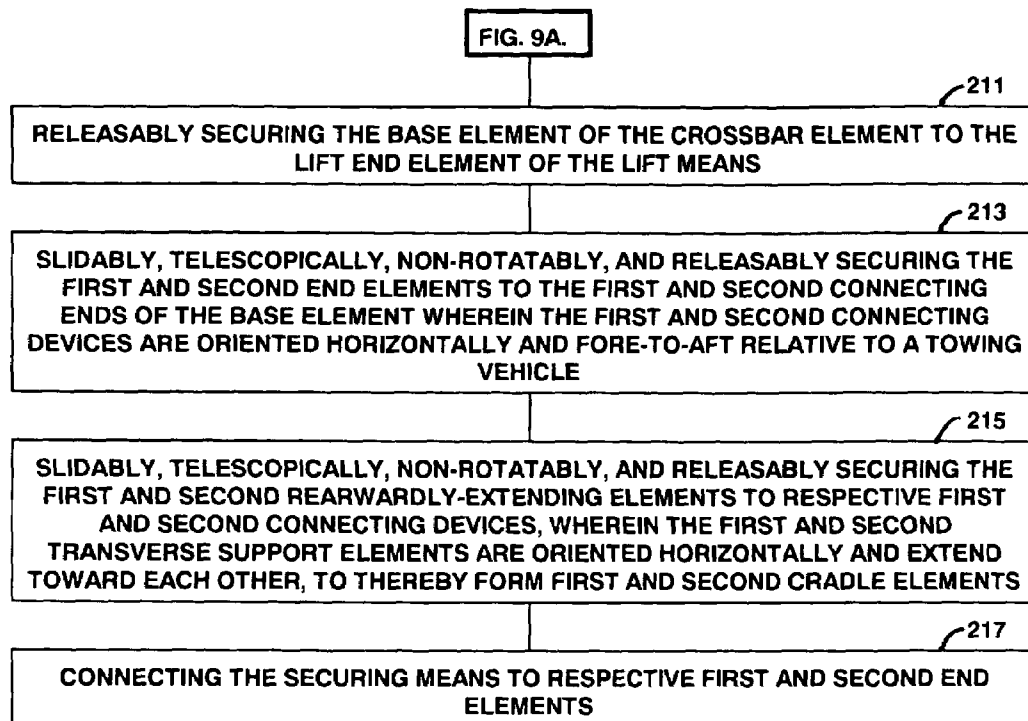 FIG. 9A.
211
RELEASABLY SECURING THE BASE ELEMENT OF THE CROSSBAR ELEMENT TO THE
LIFT END ELEMENT OF THE LIFT MEANS
213
SLIDABLY, TELESCOPICALLY, NON-ROTATABLY, AND RELEASABLY SECURING THE
FIRST AND SECOND END ELEMENTS TO THE FIRST AND SECOND CONNECTING
ENDS OF THE BASE ELEMENT WHEREIN THE FIRST AND SECOND CONNECTING
DEVICES ARE ORIENTED HORIZONTALLY AND FORE-TO-AFT RELATIVE TO A TOWING
VEHICLE
215
SLIDABLY, TELESCOPICALLY, NON-ROTATABLY, AND RELEASABLY SECURING THE
FIRST AND SECOND REARWARDLY-EXTENDING ELEMENTS TO RESPECTIVE FIRST
AND SECOND CONNECTING DEVICES, WHEREIN THE FIRST AND SECOND
TRANSVERSE SUPPORT ELEMENTS ARE ORIENTED HORIZONTALLY AND EXTEND
TOWARD EACH OTHER, TO THEREBY FORM FIRST AND SECOND CRADLE ELEMENTS
217
CONNECTING THE SECURING MEANS TO RESPECTIVE FIRST AND SECOND END
ELEMENTS